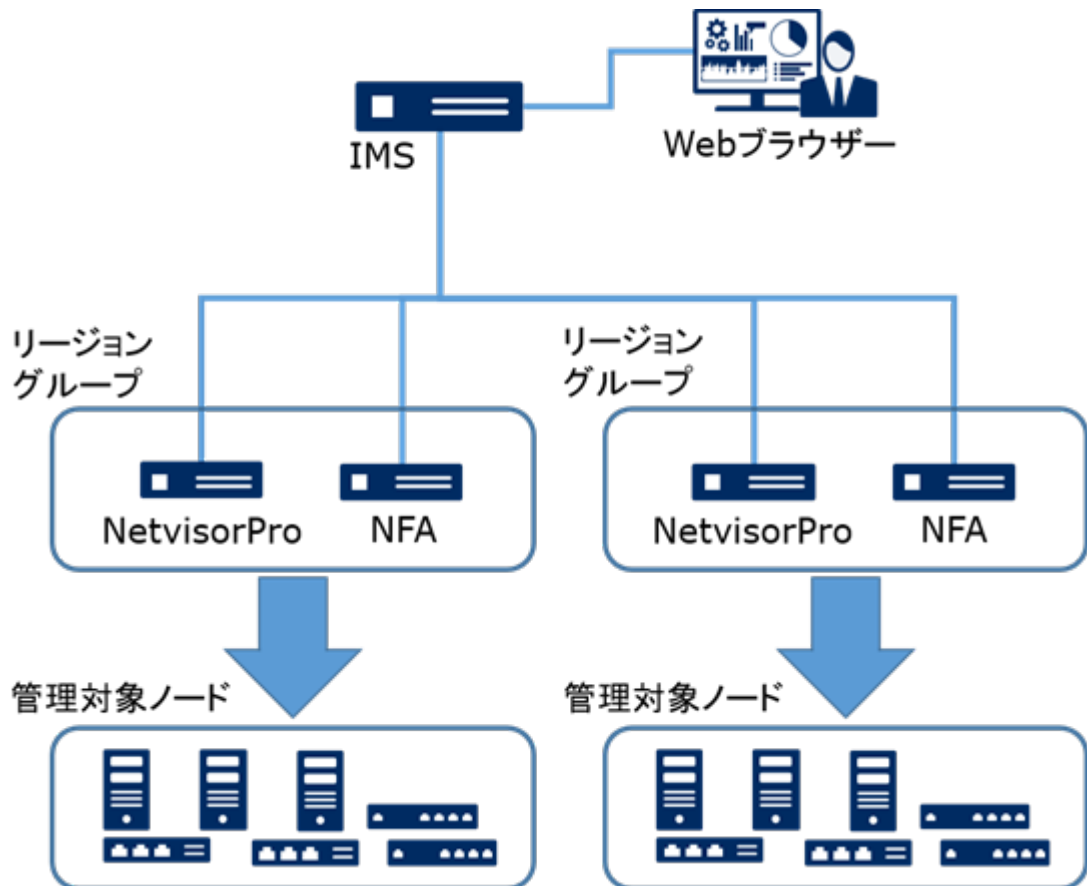 Webブラウザー
IMS
リージョン
グループ
リージョン
グループ
NetvisorPro
NFA
NetvisorPro
NFA
管理対象ノード
管理対象ノード